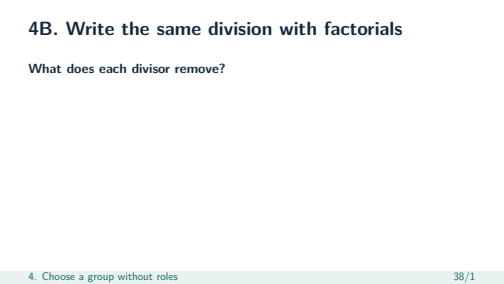 4B. Write the same division with factorials
What does each divisor remove?
4. Choose a group without roles
38/1